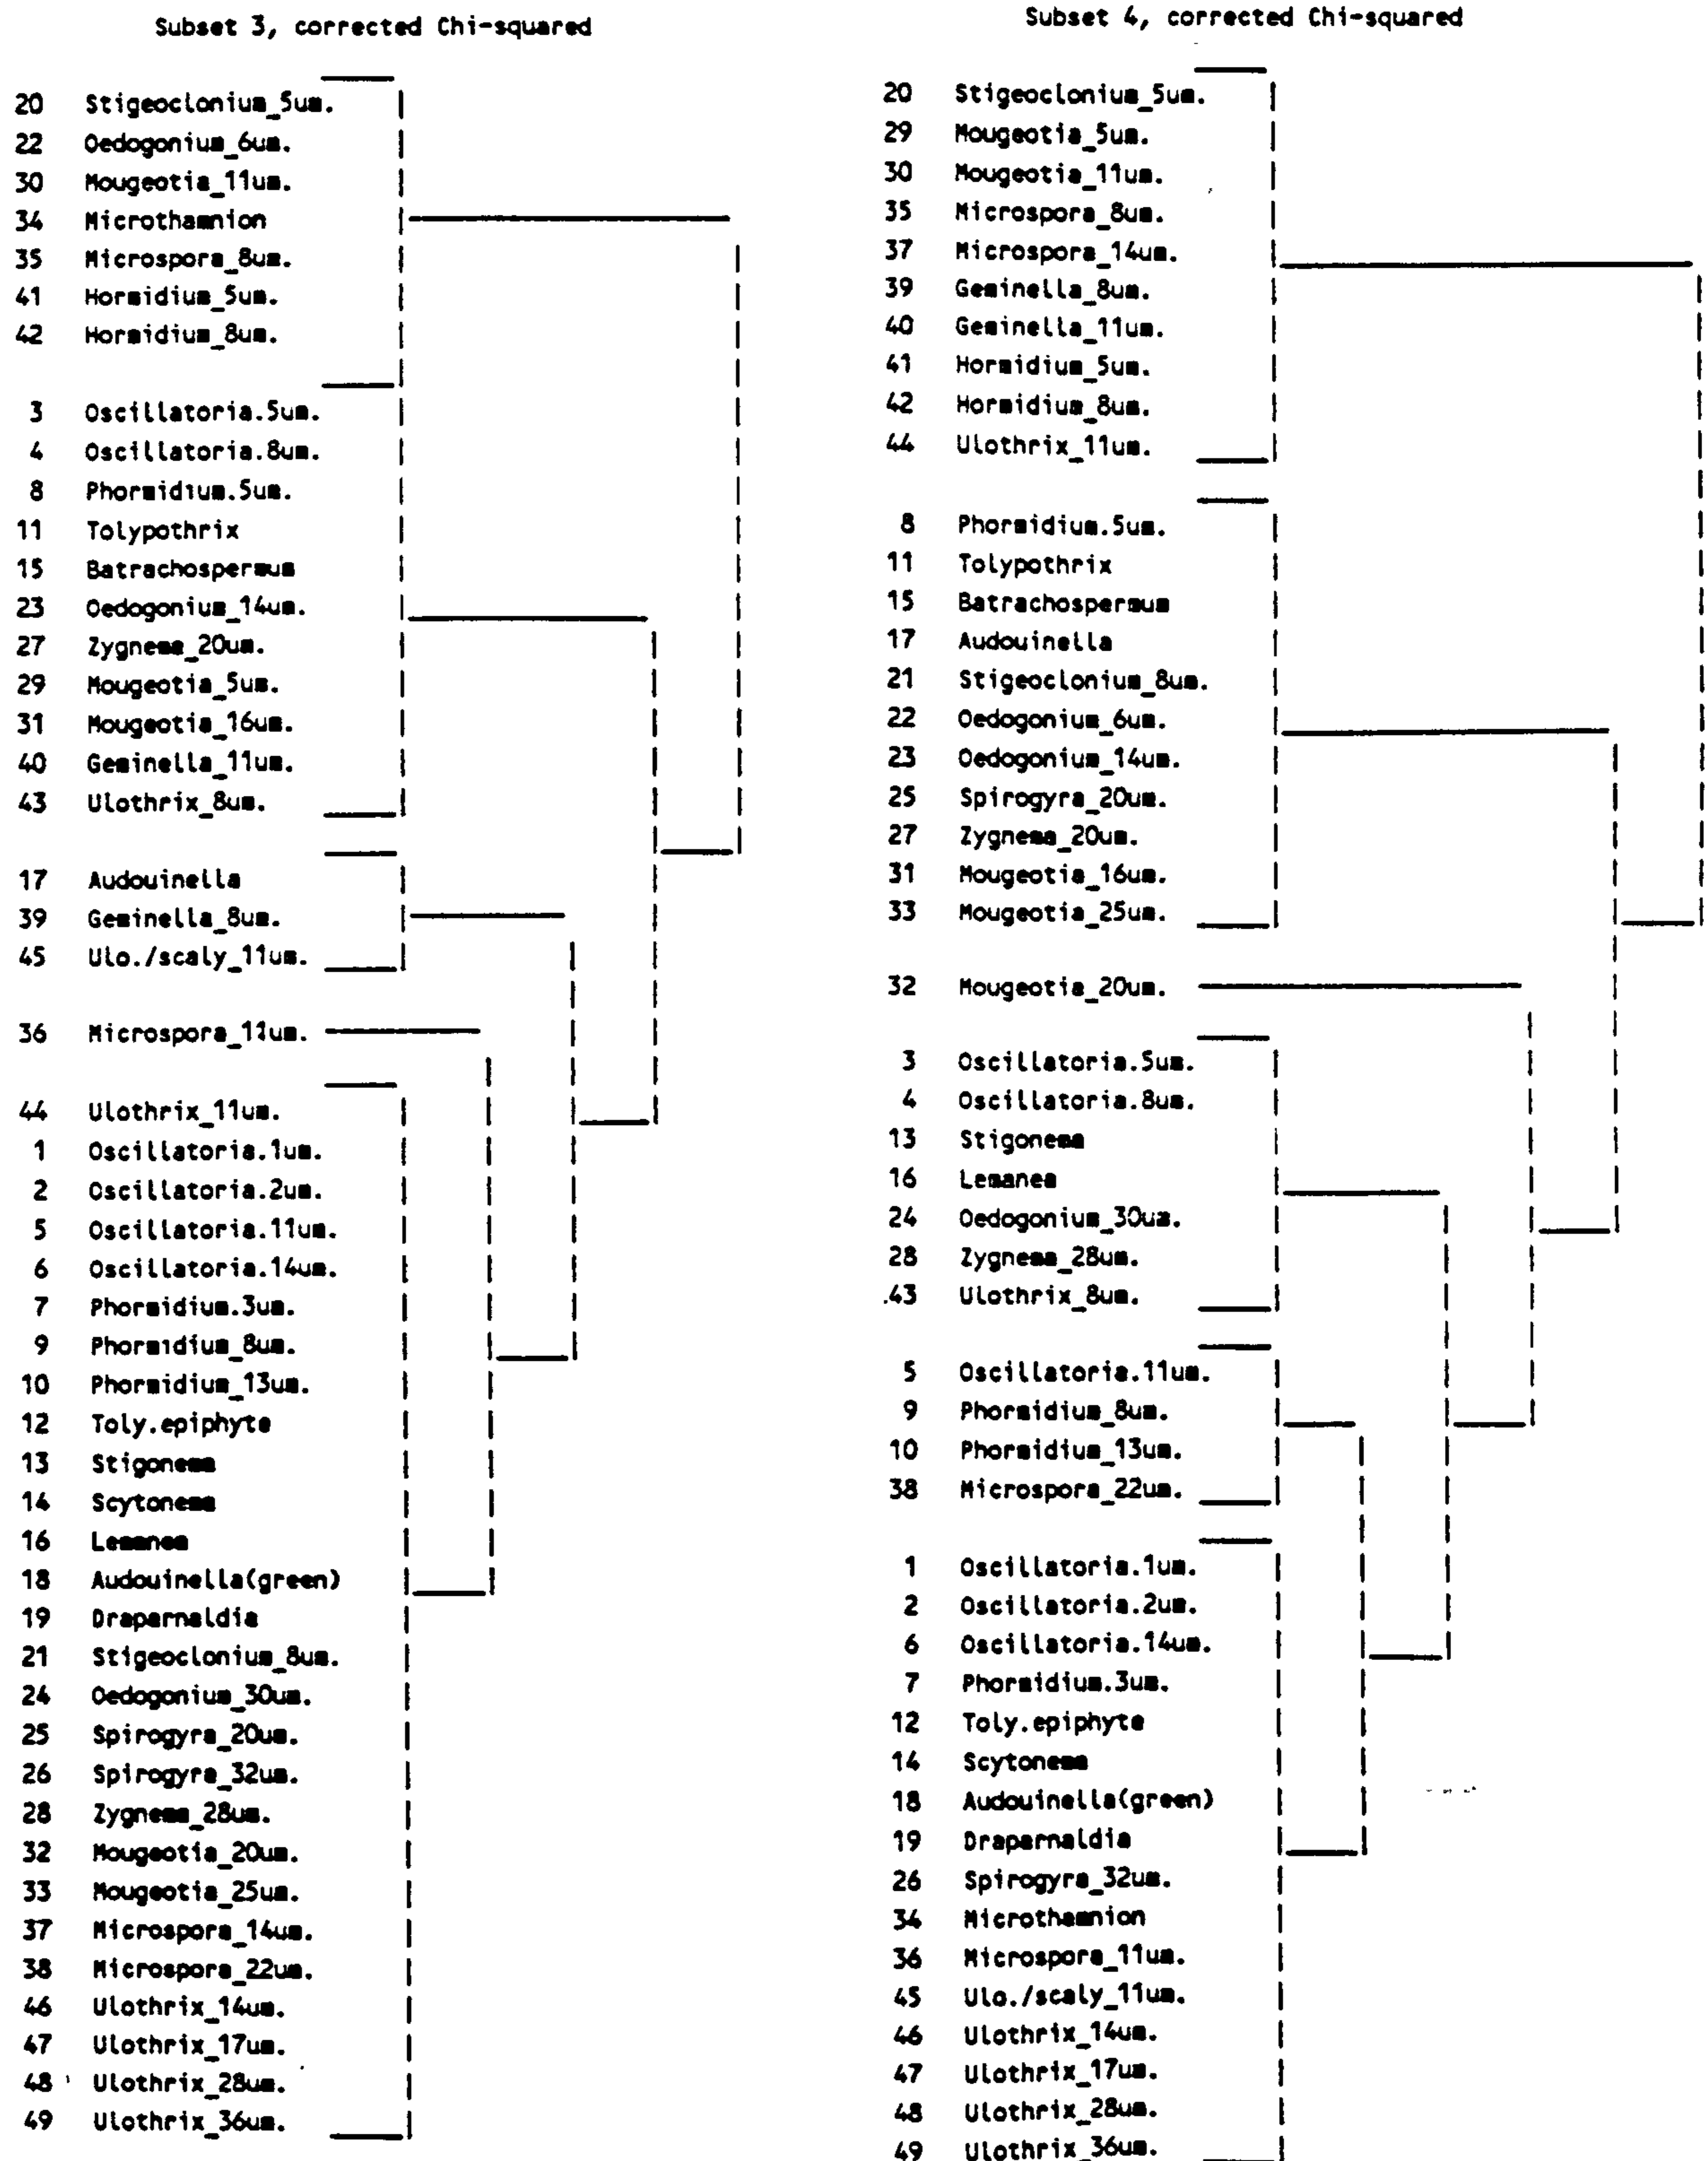 Subset 3, corrected Chi-squared
20 Stigeoclonium_5um.
22 Oedogonium_6um.
30 Mougeotia_11um.
34 Microthamnion
35 Microspora_8um.
41 Hormidium_5um.
42 Hormidium_8um.
3 Oscillatoria.5um.
4 Oscillatoria.8um.
8 Phormidium.5um.
11 Tolypothrix
15 Batrachospermum
23 Oedogonium_14um.
27 Zygnema_20um.
29 Mougeotia_5um.
31 Mougeotia_16um.
40 Geminella_11um.
43 Ulothrix_8um.
17 Audouinella
39 Geminella_8um.
45 Ulo./scaly_11um.
36 Microspora_11um.
44 Ulothrix_11um.
1 Oscillatoria.1um.
2 Oscillatoria.2um.
5 Oscillatoria.11um.
6 Oscillatoria.14um.
7 Phormidium.3um.
9 Phormidium_8um.
10 Phormidium_13um.
12 Toly.epiphyte
13 Stigonema
14 Scytonema
16 Lemanea
18 Audouinella(green)
19 Draparnaldia
21 Stigeoclonium_8um.
24 Oedogonium_30um.
25 Spirogyra_20um.
26 Spirogyra_32um.
28 Zygnema_28um.
32 Mougeotia_20um.
33 Mougeotia_25um.
37 Microspora_14um.
38 Microspora_22um.
46 Ulothrix_14um.
47 Ulothrix_17um.
48 Ulothrix_28um.
49 Ulothrix_36um.
Subset 4, corrected Chi-squared
20 Stigeoclonium_5um.
29 Mougeotia_5um.
30 Mougeotia_11um.
35 Microspora_8um.
37 Microspora_14um.
39 Geminella_8um.
40 Geminella_11um.
41 Hormidium_5um.
42 Hormidium_8um.
44 Ulothrix_11um.
8 Phormidium.5um.
11 Tolypothrix
15 Batrachospermum
17 Audouinella
21 Stigeoclonium_8um.
22 Oedogonium_6um.
23 Oedogonium_14um.
25 Spirogyra_20um.
27 Zygnema_20um.
31 Mougeotia_16um.
33 Mougeotia_25um.
32 Mougeotia_20um.
3 Oscillatoria.5um.
4 Oscillatoria.8um.
13 Stigonema
16 Lemanea
24 Oedogonium_30um.
28 Zygnema_28um.
43 Ulothrix_8um.
5 Oscillatoria.11um.
9 Phormidium_8um.
10 Phormidium_13um.
38 Microspora_22um.
1 Oscillatoria.1um.
2 Oscillatoria.2um.
6 Oscillatoria.14um.
7 Phormidium.3um.
12 Toly.epiphyte
14 Scytonema
18 Audouinella(green)
19 Draparnaldia
26 Spirogyra_32um.
34 Microthamnion
36 Microspora_11um.
45 Ulo./scaly_11um.
46 Ulothrix_14um.
47 Ulothrix_17um.
48 Ulothrix_28um.
49 Ulothrix_36um.